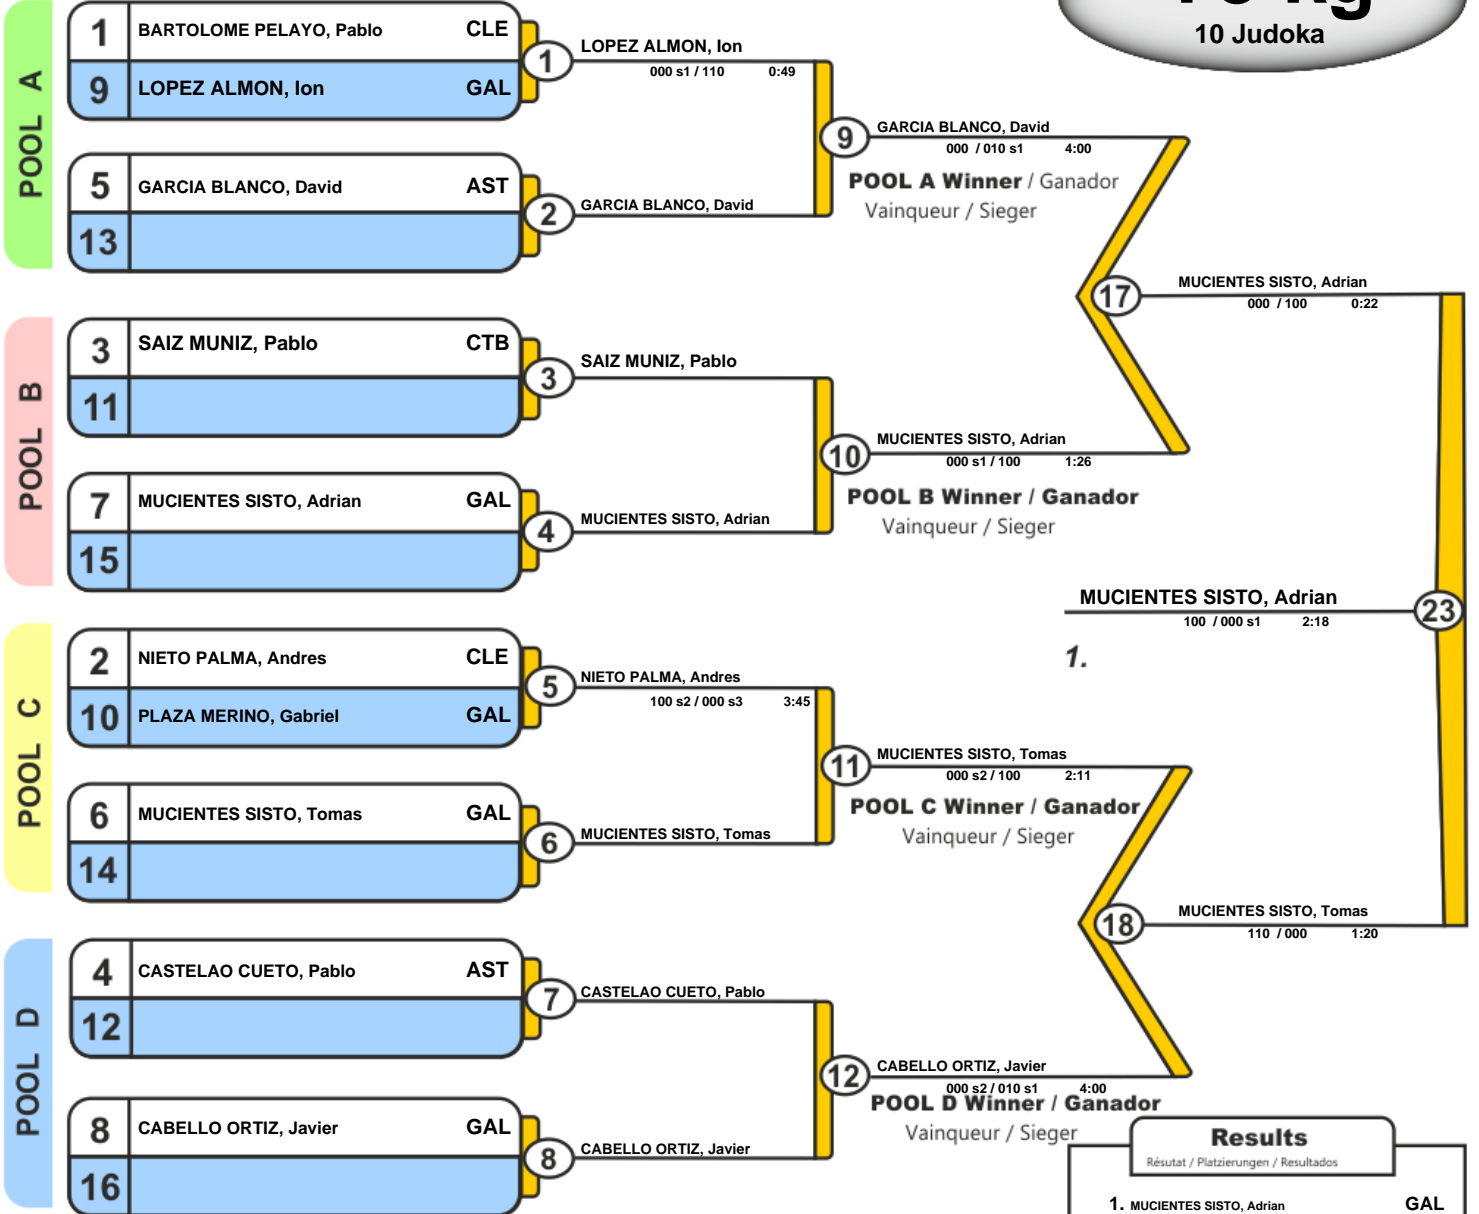 10 Judoka
POOL A
1 BARTOLOME PELAYO, Pablo CLE
9 LOPEZ ALMON, Ion GAL
1
LOPEZ ALMON, Ion
000 s1 / 110 0:49
5 GARCIA BLANCO, David AST
13
2
GARCIA BLANCO, David
9
GARCIA BLANCO, David
000 / 010 s1 4:00
POOL A Winner / Ganador
Vainqueur / Sieger
POOL B
3 SAIZ MUNIZ, Pablo CTB
11
3
SAIZ MUNIZ, Pablo
7 MUCIENTES SISTO, Adrian GAL
15
4
MUCIENTES SISTO, Adrian
10
MUCIENTES SISTO, Adrian
000 s1 / 100 1:26
POOL B Winner / Ganador
Vainqueur / Sieger
17
MUCIENTES SISTO, Adrian
000 / 100 0:22
MUCIENTES SISTO, Adrian
100 / 000 s1 2:18
23
1.
POOL C
2 NIETO PALMA, Andres CLE
10 PLAZA MERINO, Gabriel GAL
5
NIETO PALMA, Andres
100 s2 / 000 s3 3:45
6 MUCIENTES SISTO, Tomas GAL
14
6
MUCIENTES SISTO, Tomas
11
MUCIENTES SISTO, Tomas
000 s2 / 100 2:11
POOL C Winner / Ganador
Vainqueur / Sieger
18
MUCIENTES SISTO, Tomas
110 / 000 1:20
POOL D
4 CASTELAO CUETO, Pablo AST
12
7
CASTELAO CUETO, Pablo
8 CABELLO ORTIZ, Javier GAL
16
8
CABELLO ORTIZ, Javier
12
CABELLO ORTIZ, Javier
000 s2 / 010 s1 4:00
POOL D Winner / Ganador
Vainqueur / Sieger
Results
Résutat / Platzierungen / Resultados
1. MUCIENTES SISTO, Adrian GAL